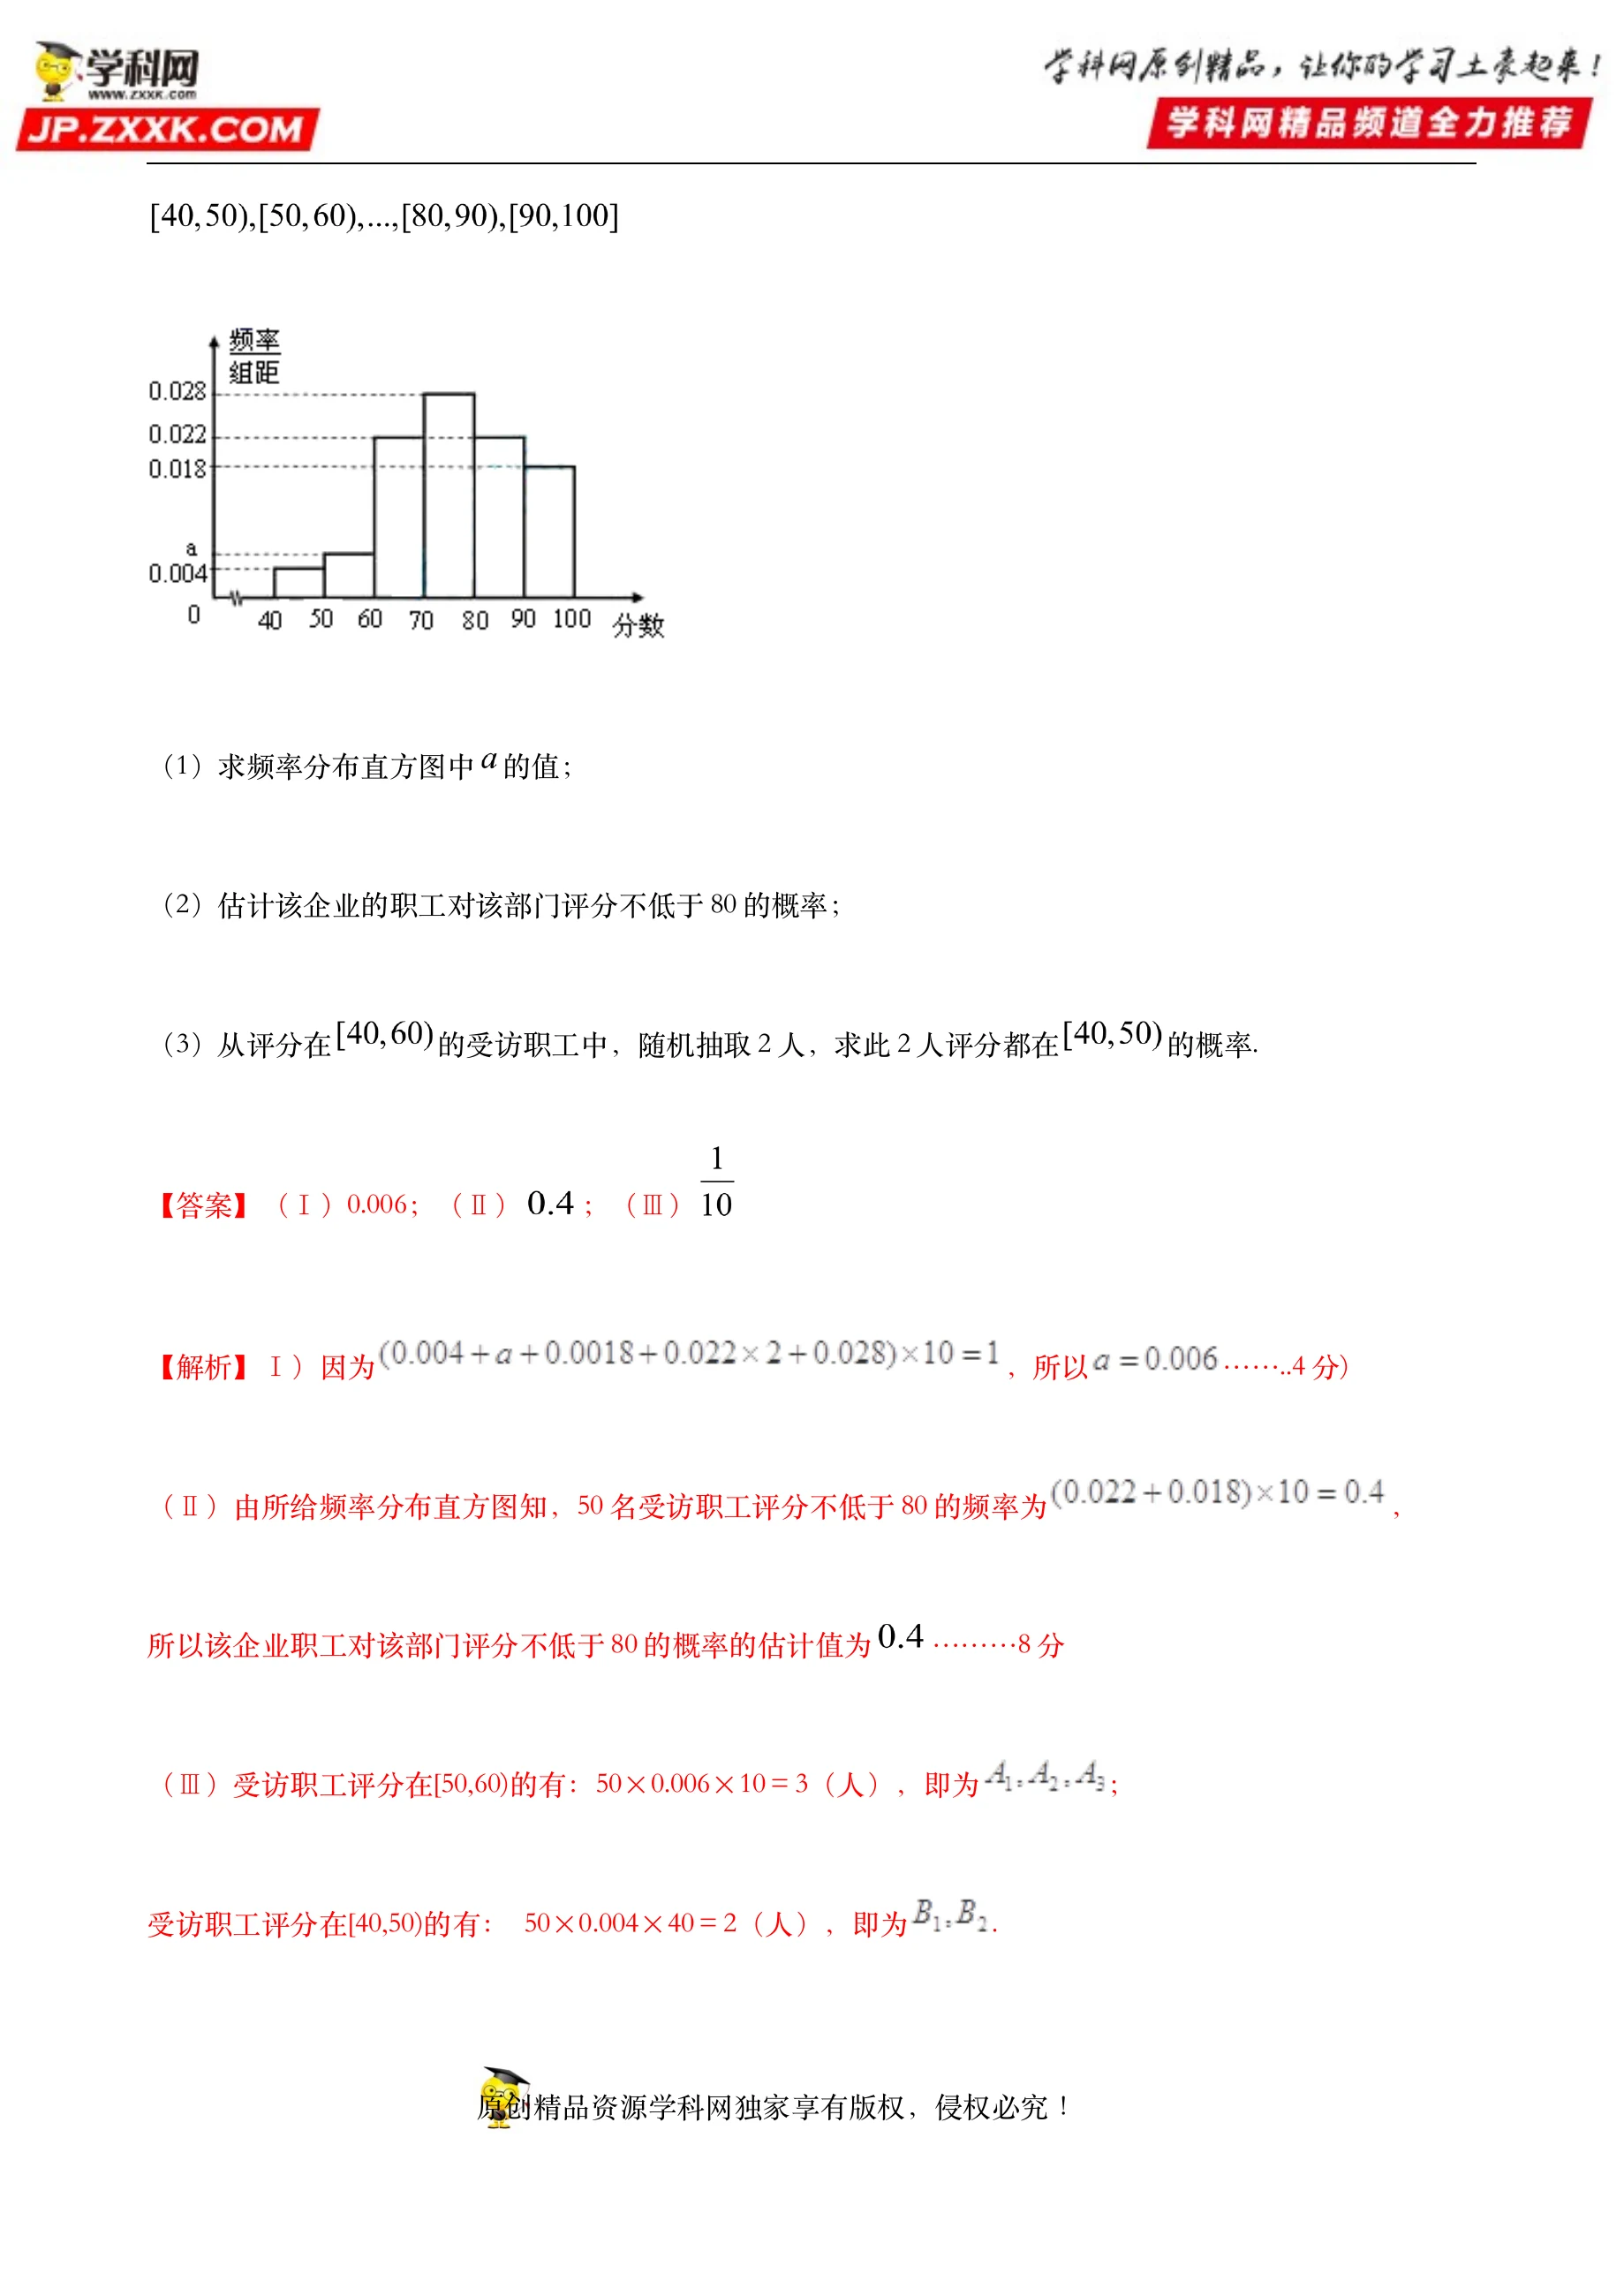 学科网
www.zxxk.com
JP.ZXXK.COM
学科网原创精品，让你的学习土豪起来！
学科网精品频道全力推荐
[40,50),[50,60),...,[80,90),[90,100]
频率
组距
0.028
0.022
0.018
a
0.004
0 40 50 60 70 80 90 100 分数
（1）求频率分布直方图中 a 的值；
（2）估计该企业的职工对该部门评分不低于 80 的概率；
（3）从评分在[40,60)的受访职工中，随机抽取 2 人，求此 2 人评分都在[40,50)的概率.
【答案】（Ⅰ）0.006；（Ⅱ）0.4；（Ⅲ）1/10
【解析】Ⅰ）因为(0.004+a+0.0018+0.022×2+0.028)×10=1，所以a=0.006……..4 分)
（Ⅱ）由所给频率分布直方图知，50 名受访职工评分不低于 80 的频率为(0.022+0.018)×10=0.4，
所以该企业职工对该部门评分不低于 80 的概率的估计值为 0.4 ………8 分
（Ⅲ）受访职工评分在[50,60)的有：50×0.006×10=3（人），即为 A₁,A₂,A₃；
受访职工评分在[40,50)的有： 50×0.004×40=2（人），即为 B₁,B₂.
原创精品资源学科网独家享有版权，侵权必究！